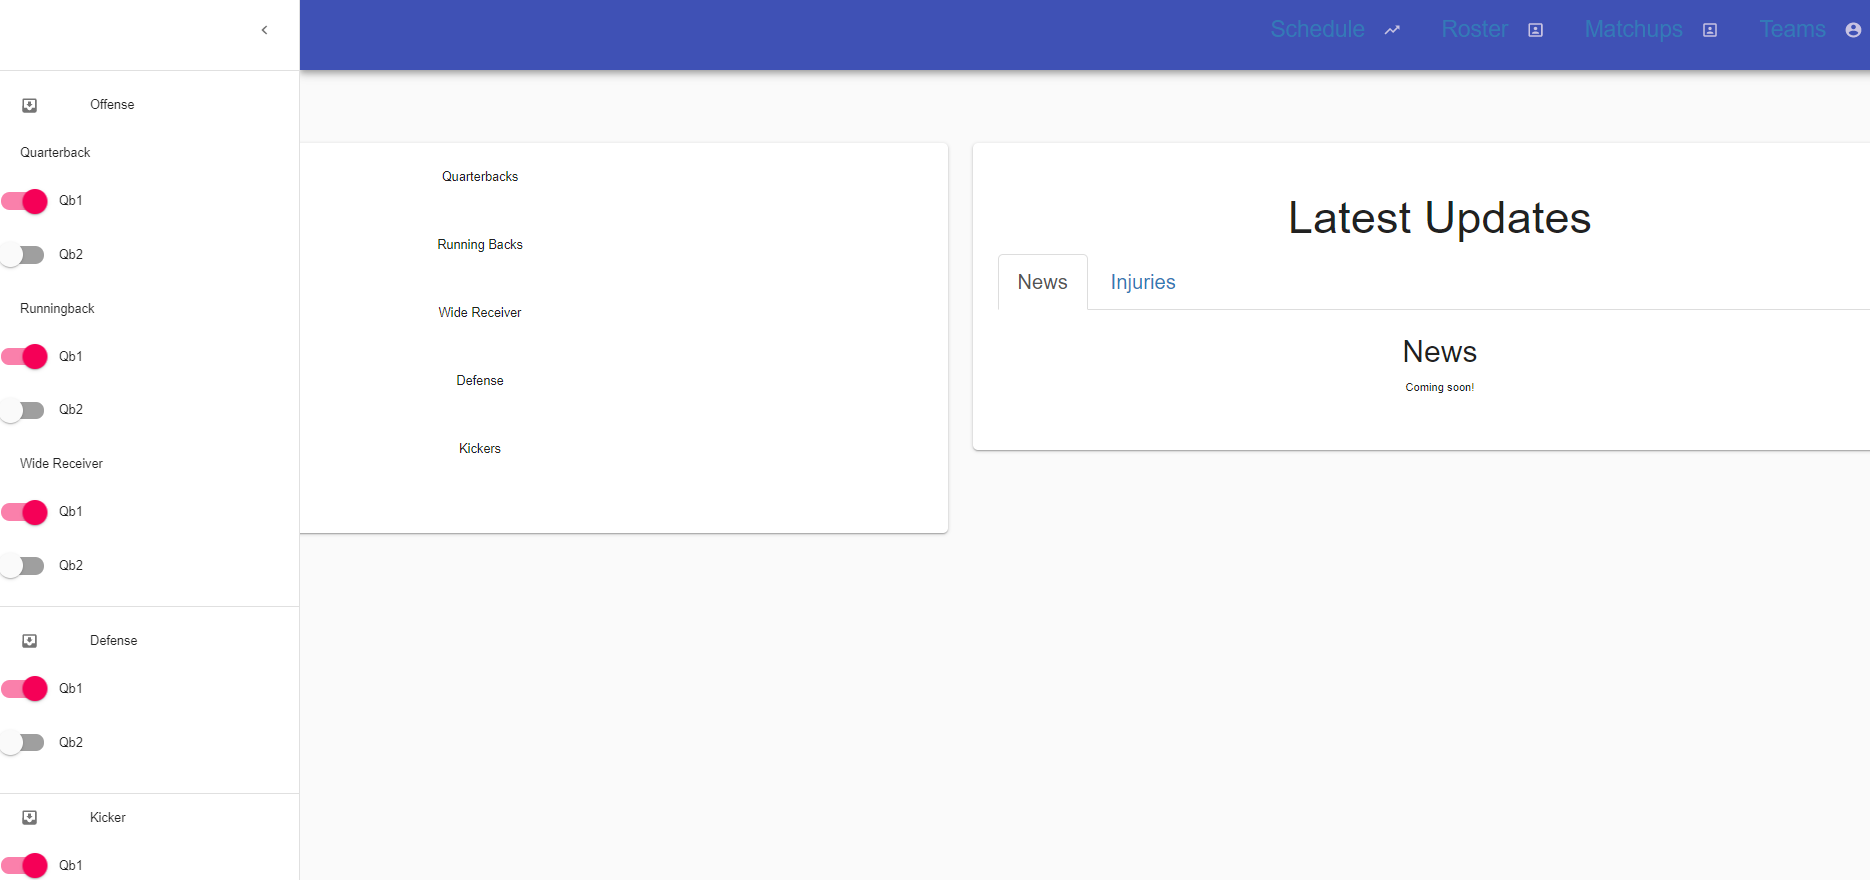 Schedule
Roster
Matchups
Teams
Offense
Quarterback
Qb1
Qb2
Runningback
Qb1
Qb2
Wide Receiver
Qb1
Qb2
Defense
Qb1
Qb2
Kicker
Qb1
Quarterbacks
Running Backs
Wide Receiver
Defense
Kickers
Latest Updates
News Injuries
News
Coming soon!